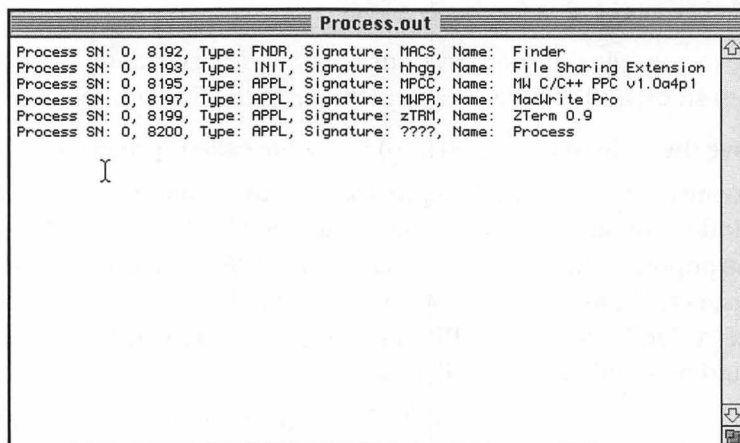 Process.out
Process SN: 0, 8192, Type: FNDR, Signature: MACS, Name: Finder
Process SN: 0, 8193, Type: INIT, Signature: hhgg, Name: File Sharing Extension
Process SN: 0, 8195, Type: APPL, Signature: MPCC, Name: MW C/C++ PPC v1.0a4p1
Process SN: 0, 8197, Type: APPL, Signature: MWPR, Name: MacWrite Pro
Process SN: 0, 8199, Type: APPL, Signature: zTRM, Name: ZTerm 0.9
Process SN: 0, 8200, Type: APPL, Signature: ????, Name: Process